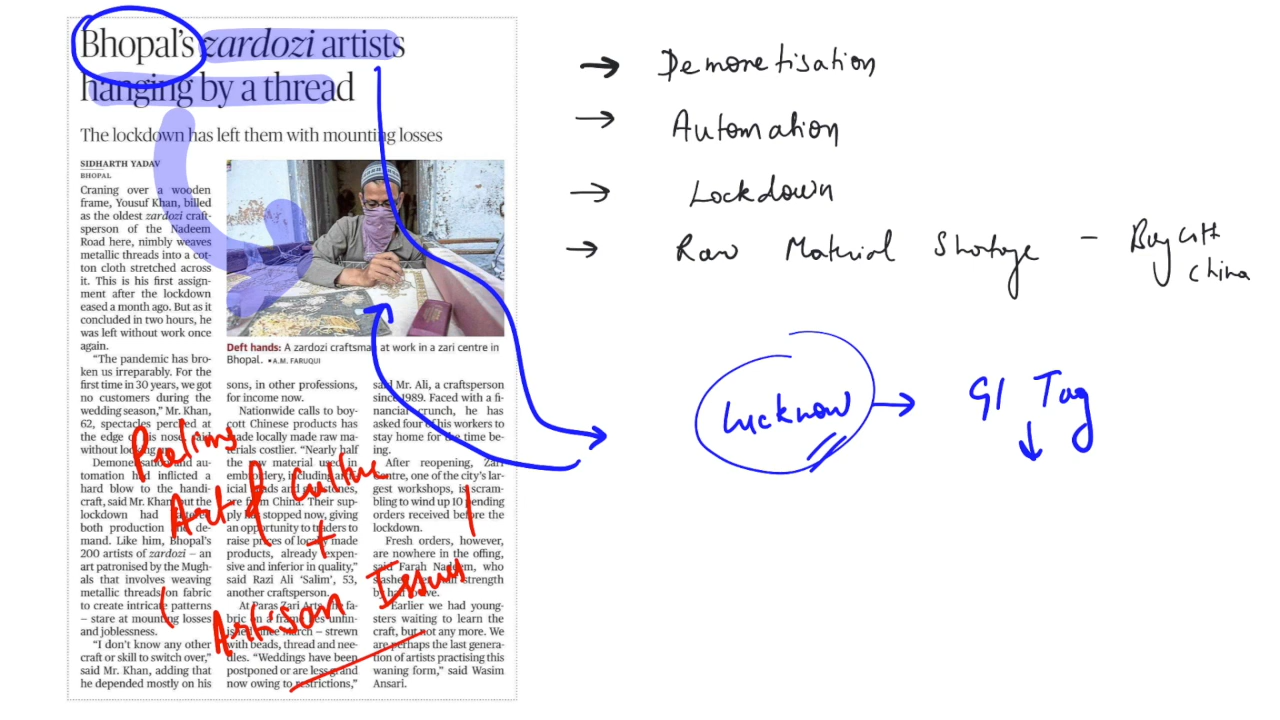 Bhopal's zardozi artists
hanging by a thread
The lockdown has left them with mounting losses
SIDHARTH YADAV
BHOPAL
Craning over a wooden
frame, Yousuf Khan, billed
as the oldest zardozi craft-
sperson of the Nadeem
Road here, nimbly weaves
metallic threads into a cot-
ton cloth stretched across
it. This is his first assign-
ment after the lockdown
eased a month ago. But as it
concluded in two hours, he
was left without work once
again.
"The pandemic has bro-
ken us irreparably. For the
first time in 30 years, we got
no customers during the
wedding season," Mr. Khan,
62, spectacles perched at
the edge of his nose, said
without
and au-
tomation had inflicted a
hard blow to the handi-
craft, said Mr. Khan, but the
lockdown had
both production and de-
mand. Like him, Bhopal's
200 artists of zardozi – an
art patronised by the Mugh-
als that involves weaving
metallic threads on fabric
to create intricate patterns
– stare at mounting losses
and joblessness.
"I don't know any other
craft or skill to switch over,"
said Mr. Khan, adding that
he depended mostly on his
Deft hands: A zardozi craftsman at work in a zari centre in
Bhopal. • A.M. FARUQUI
sons, in other professions,
for income now.
Nationwide calls to boy-
cott Chinese products has
made locally made raw ma-
terials costlier. "Nearly half
the raw material used in
embroidery, including
beads and
are from China. Their sup-
ply has stopped now, giving
an opportunity to traders to
raise prices of locally made
products, already expen-
sive and inferior in quality,"
said Razi Ali 'Salim', 53,
another craftsperson.
At Paras Zari Arts, the fa-
bric on a frame lies unfin-
ished since March – strewn
with beads, thread and nee-
dles. "Weddings have been
postponed or are less grand
now owing to restrictions,"
said Mr. Ali, a craftsperson
since 1989. Faced with a fi-
nancial crunch, he has
asked four of his workers to
stay home for the time be-
ing.
After reopening, Zari
Centre, one of the city's lar-
gest workshops, is scram-
bling to wind up 10 pending
orders received before the
lockdown.
Fresh orders, however,
are nowhere in the offing,
said Farah Nadeem, who
strength
by half
"Earlier we had young-
sters waiting to learn the
craft, but not any more. We
are perhaps the last genera-
tion of artists practising this
waning form," said Wasim
Ansari.
Prelims
Art & Culture
+
Artisan Issues
→ Demonetisation
→ Automation
→ Lockdown
→ Raw Material Shortage – Boycott
China
Lucknow → GI Tag